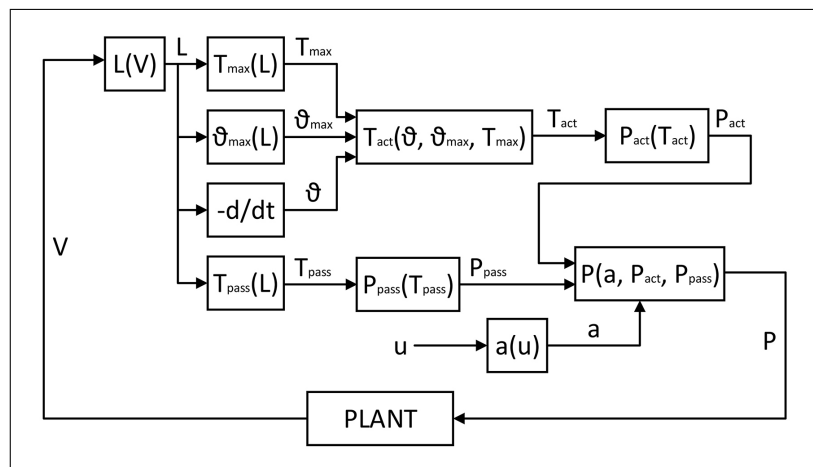 L(V)
L
Tmax(L)
Tmax
ϑmax(L)
ϑmax
Tact(ϑ, ϑmax, Tmax)
Tact
Pact(Tact)
Pact
-d/dt
ϑ
V
Tpass(L)
Tpass
Ppass(Tpass)
Ppass
P(a, Pact, Ppass)
u
a(u)
a
P
PLANT